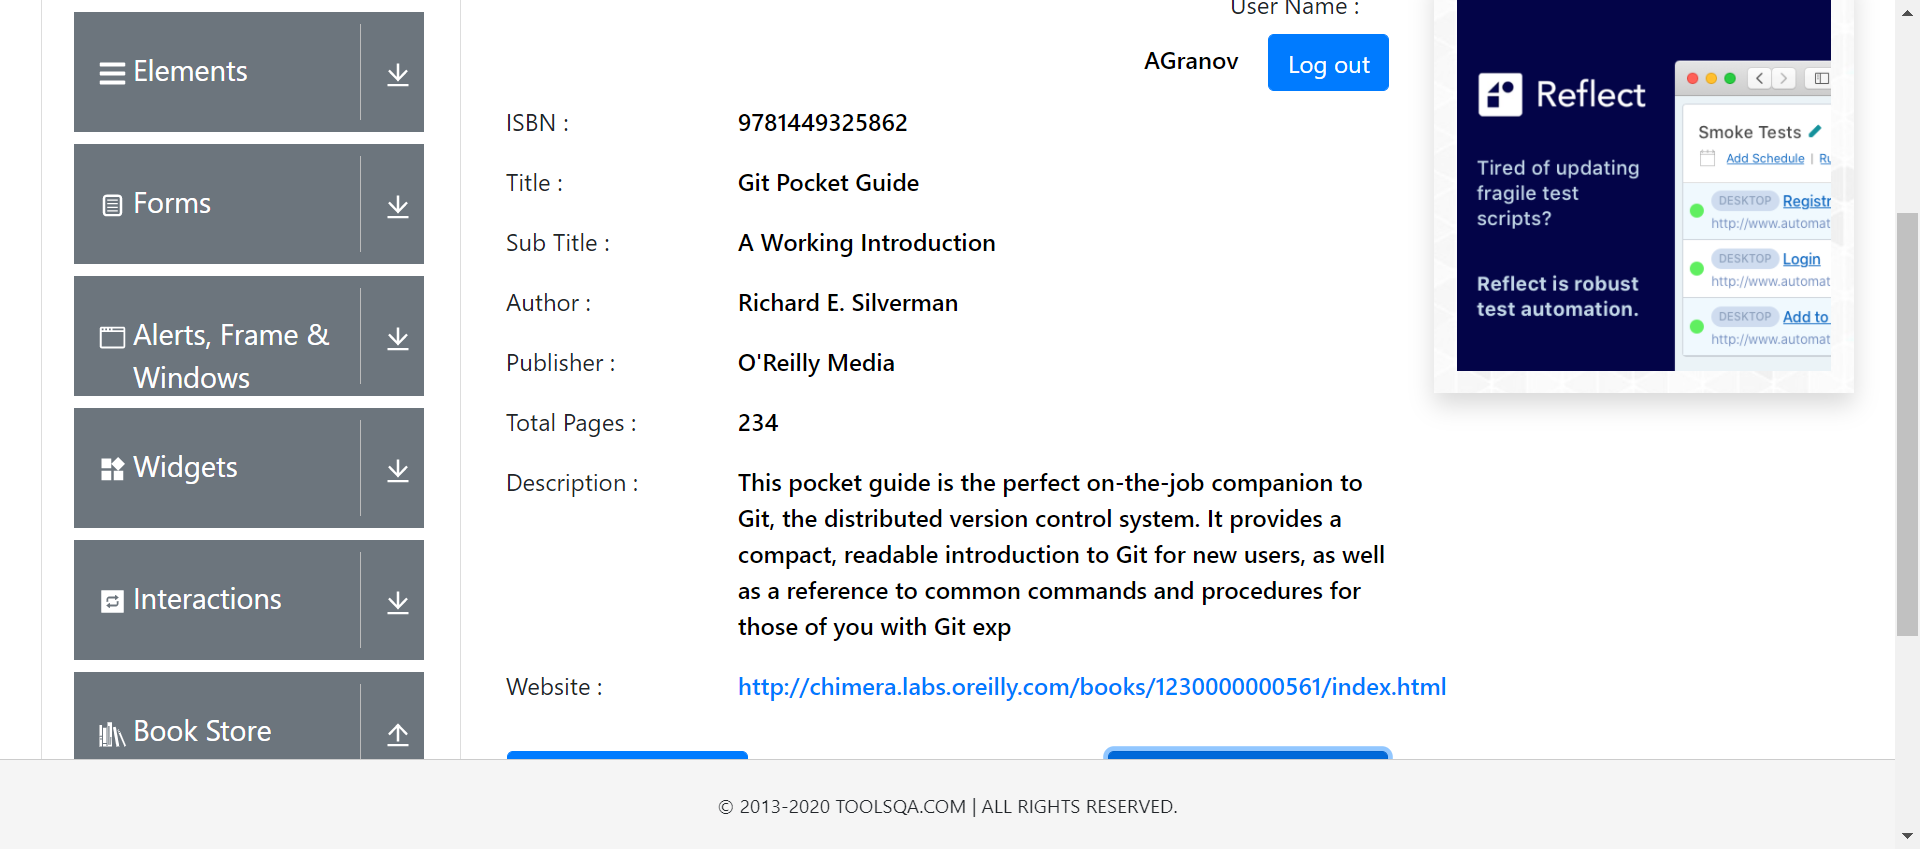 Elements
Forms
Alerts, Frame &
Windows
Widgets
Interactions
Book Store
User Name :
AGranov
Log out
ISBN :
9781449325862
Title :
Git Pocket Guide
Sub Title :
A Working Introduction
Author :
Richard E. Silverman
Publisher :
O'Reilly Media
Total Pages :
234
Description :
This pocket guide is the perfect on-the-job companion to
Git, the distributed version control system. It provides a
compact, readable introduction to Git for new users, as well
as a reference to common commands and procedures for
those of you with Git exp
Website :
http://chimera.labs.oreilly.com/books/1230000000561/index.html
Reflect
Tired of updating
fragile test
scripts?
Reflect is robust
test automation.
Smoke Tests
Add Schedule | Ru
DESKTOP Registr
http://www.automat
DESKTOP Login
http://www.automat
DESKTOP Add to
http://www.automat
© 2013-2020 TOOLSQA.COM | ALL RIGHTS RESERVED.